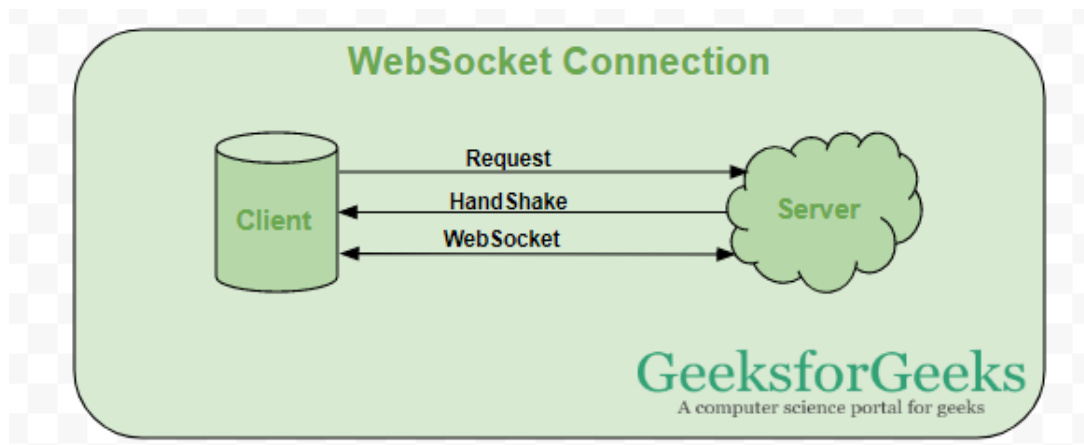 WebSocket Connection
Request
HandShake
WebSocket
Client
Server
GeeksforGeeks
A computer science portal for geeks